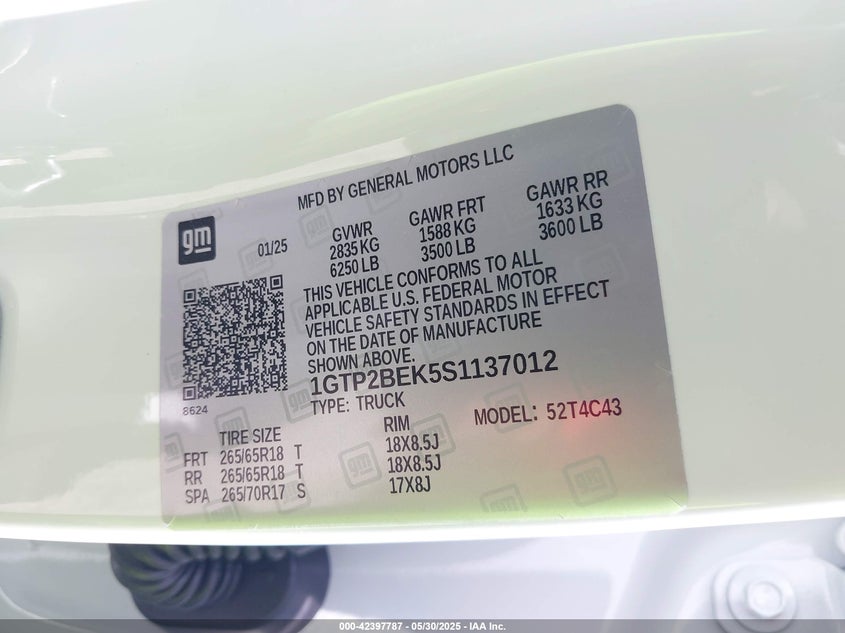 MFD BY GENERAL MOTORS LLC
gm
01/25
GVWR GAWR FRT GAWR RR
2835 KG 1588 KG 1633 KG
6250 LB 3500 LB 3600 LB
THIS VEHICLE CONFORMS TO ALL
APPLICABLE U.S. FEDERAL MOTOR
VEHICLE SAFETY STANDARDS IN EFFECT
ON THE DATE OF MANUFACTURE
SHOWN ABOVE.
1GTP2BEK5S1137012
8624
TYPE: TRUCK MODEL: 52T4C43
TIRE SIZE RIM
FRT 265/65R18 T 18X8.5J
RR 265/65R18 T 18X8.5J
SPA 265/70R17 S 17X8J
000-42397787 - 05/30/2025 - IAA Inc.